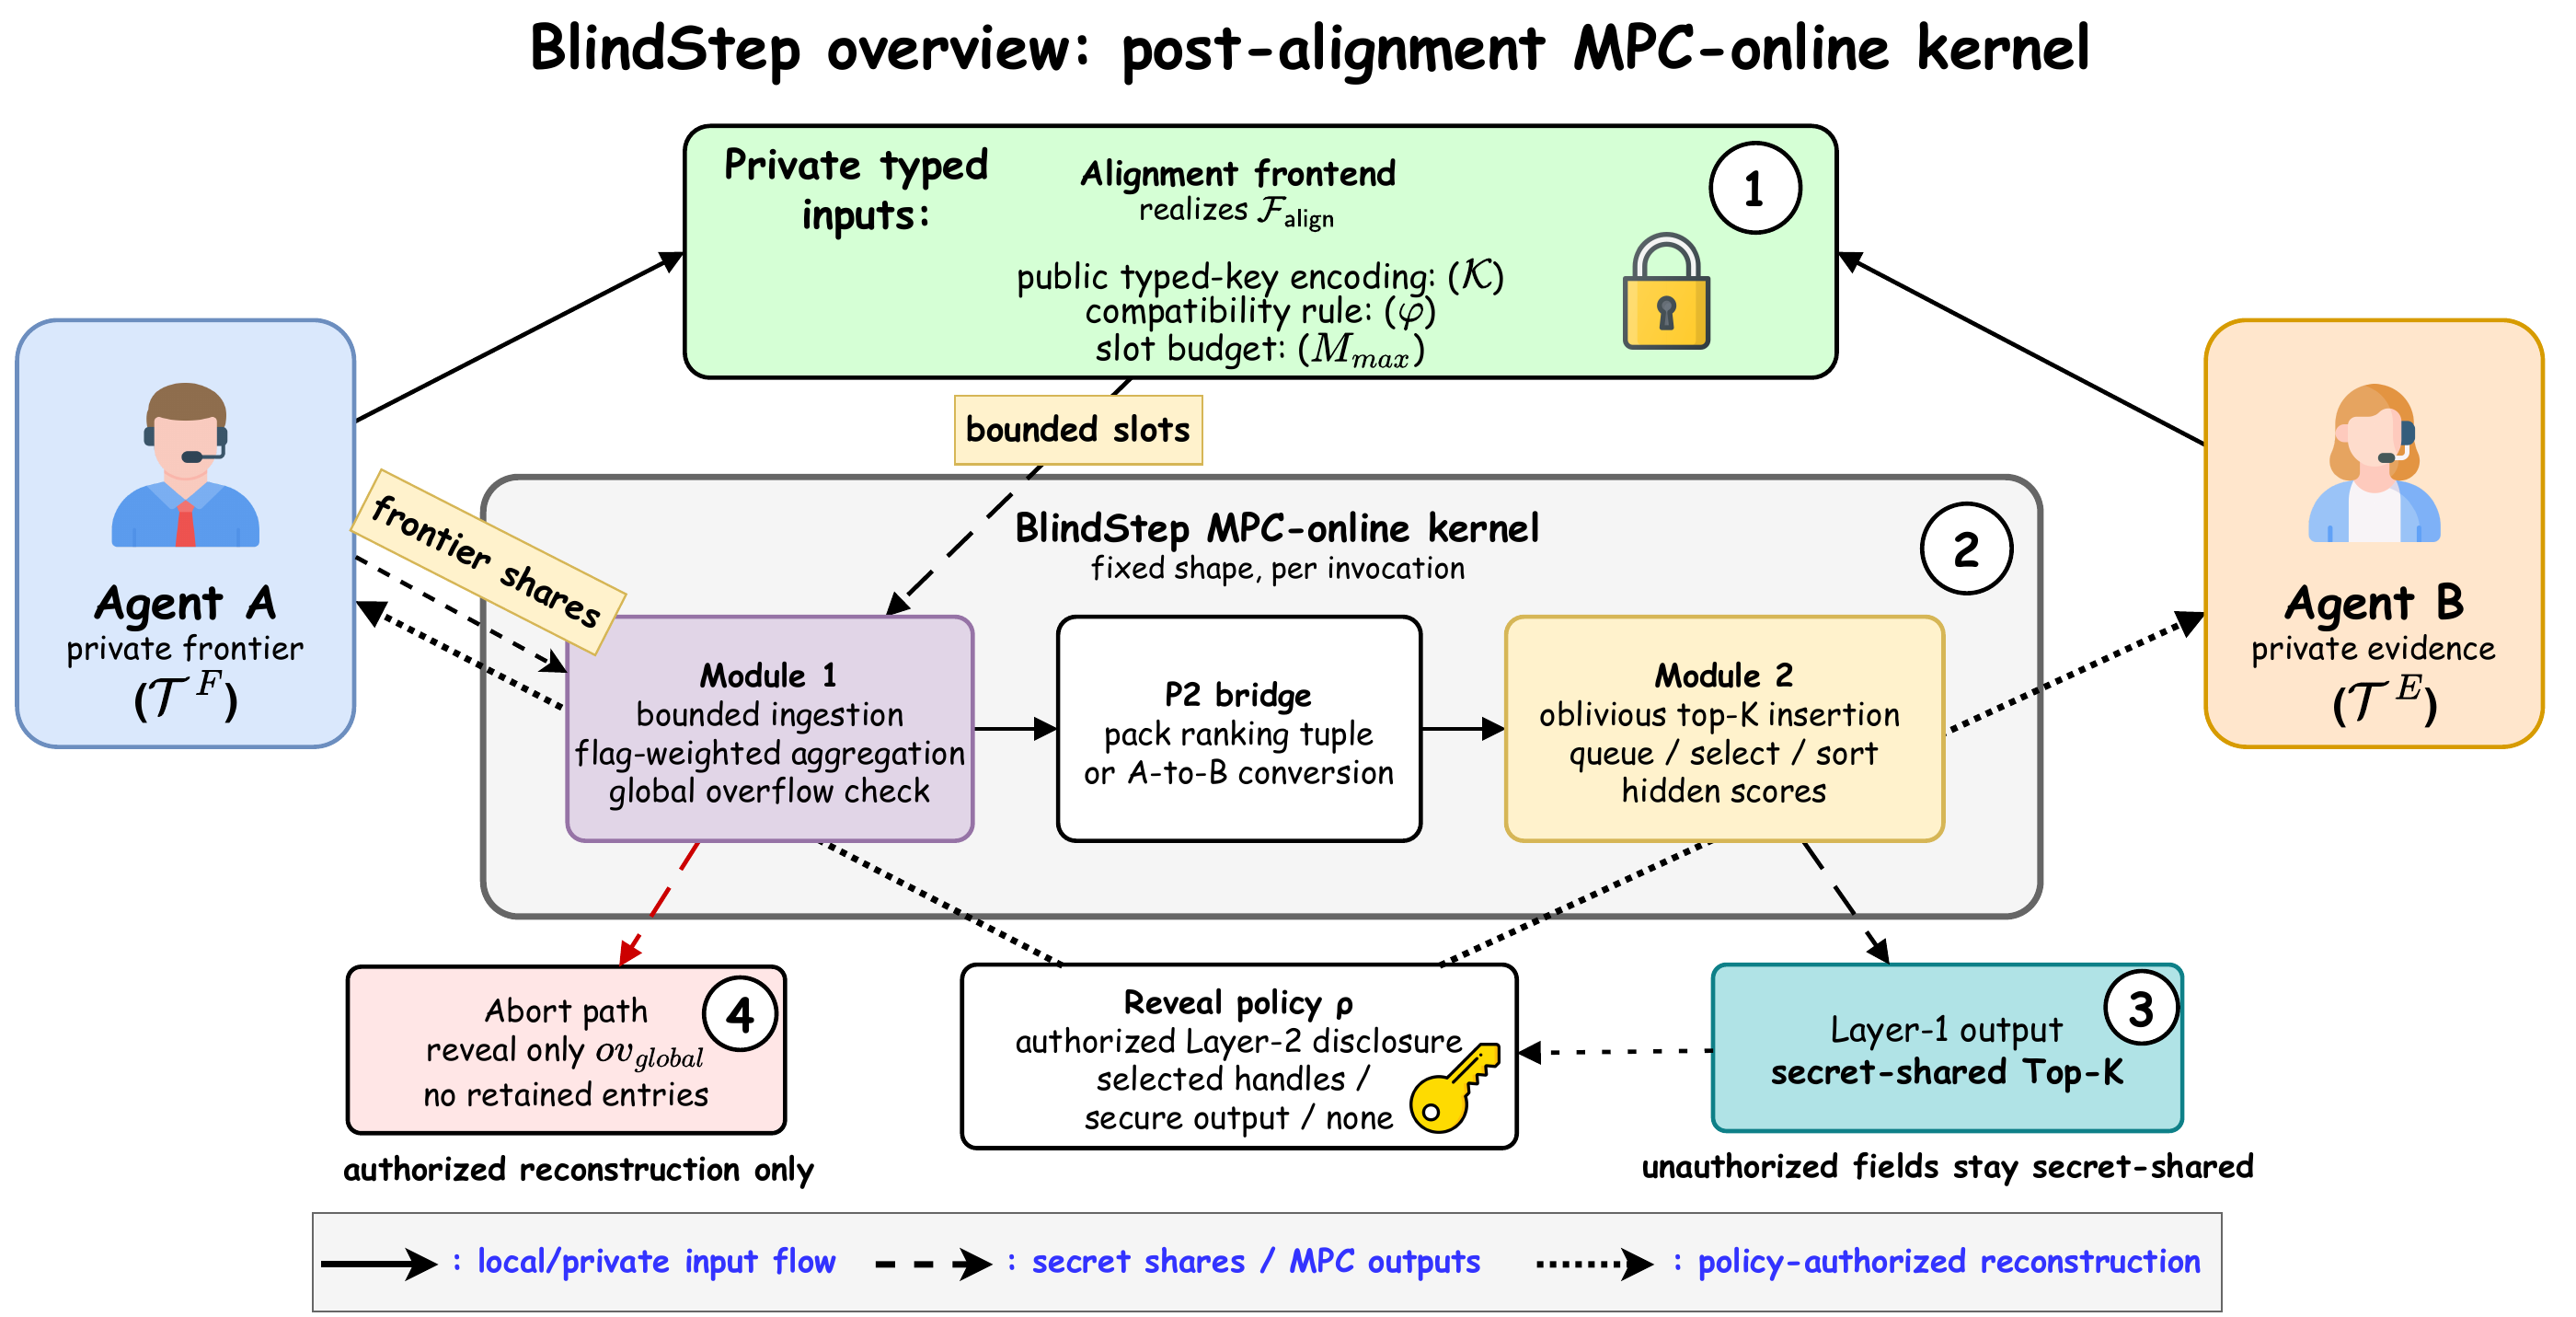 BlindStep overview: post-alignment MPC-online kernel
Private typed
inputs:
Alignment frontend
realizes 𝓕align
1
public typed-key encoding: (𝒦)
compatibility rule: (φ)
slot budget: (Mmax)
bounded slots
frontier shares
Agent A
private frontier
(𝒯 F)
BlindStep MPC-online kernel
fixed shape, per invocation
2
Module 1
bounded ingestion
flag-weighted aggregation
global overflow check
P2 bridge
pack ranking tuple
or A-to-B conversion
Module 2
oblivious top-K insertion
queue / select / sort
hidden scores
Agent B
private evidence
(𝒯 E)
Abort path
reveal only ovglobal
no retained entries
4
authorized reconstruction only
Reveal policy ρ
authorized Layer-2 disclosure
selected handles /
secure output / none
Layer-1 output
secret-shared Top-K
3
unauthorized fields stay secret-shared
: local/private input flow
: secret shares / MPC outputs
: policy-authorized reconstruction